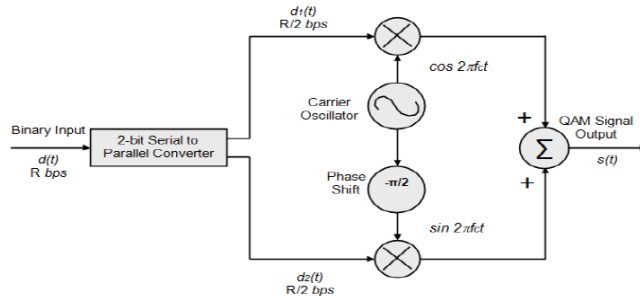 d1(t)
R/2 bps
cos 2πfct
Carrier
Oscillator
Binary Input
d(t)
R bps
2-bit Serial to
Parallel Converter
+
QAM Signal
Output
Σ
s(t)
+
Phase
Shift
-π/2
sin 2πfct
d2(t)
R/2 bps